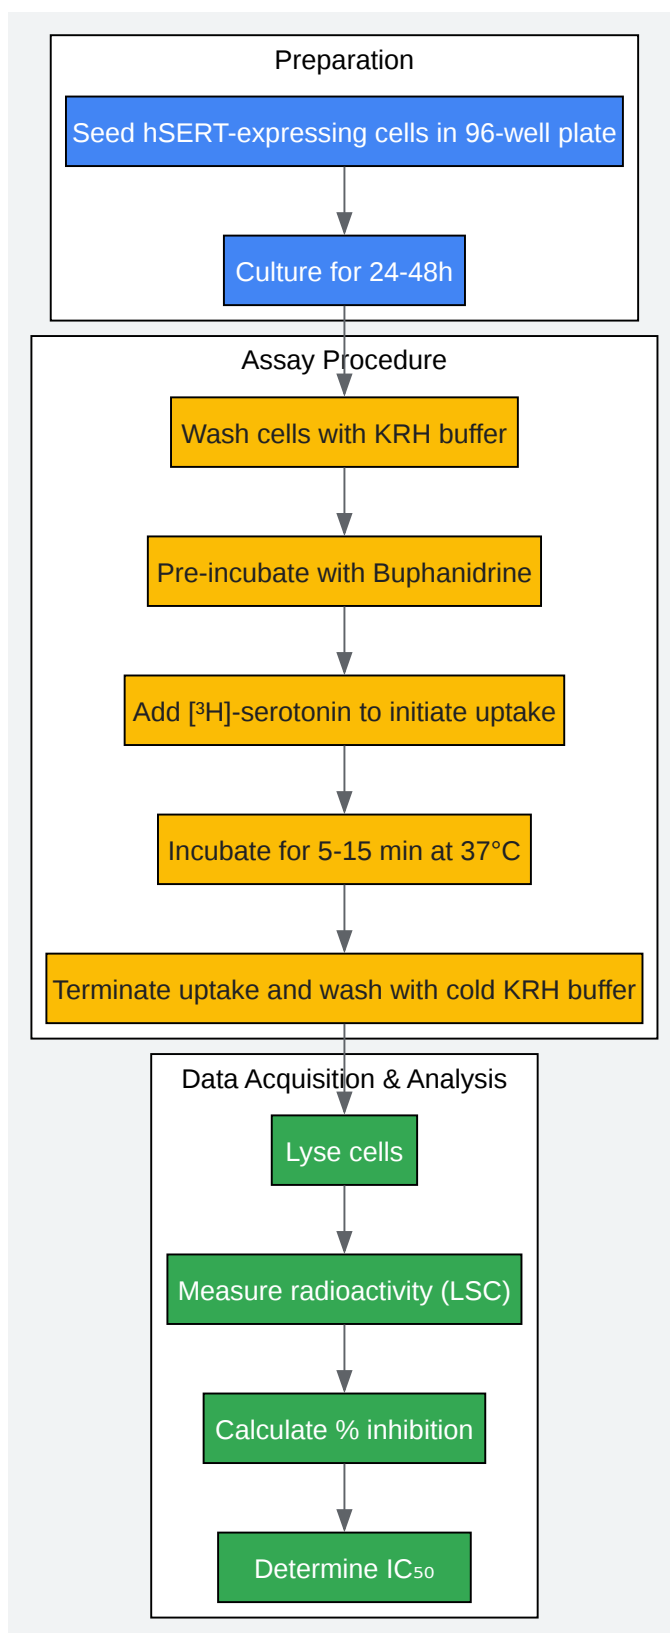 Preparation
Seed hSERT-expressing cells in 96-well plate
Culture for 24-48h
Assay Procedure
Wash cells with KRH buffer
Pre-incubate with Buphanidrine
Add [³H]-serotonin to initiate uptake
Incubate for 5-15 min at 37°C
Terminate uptake and wash with cold KRH buffer
Data Acquisition & Analysis
Lyse cells
Measure radioactivity (LSC)
Calculate % inhibition
Determine IC₅₀